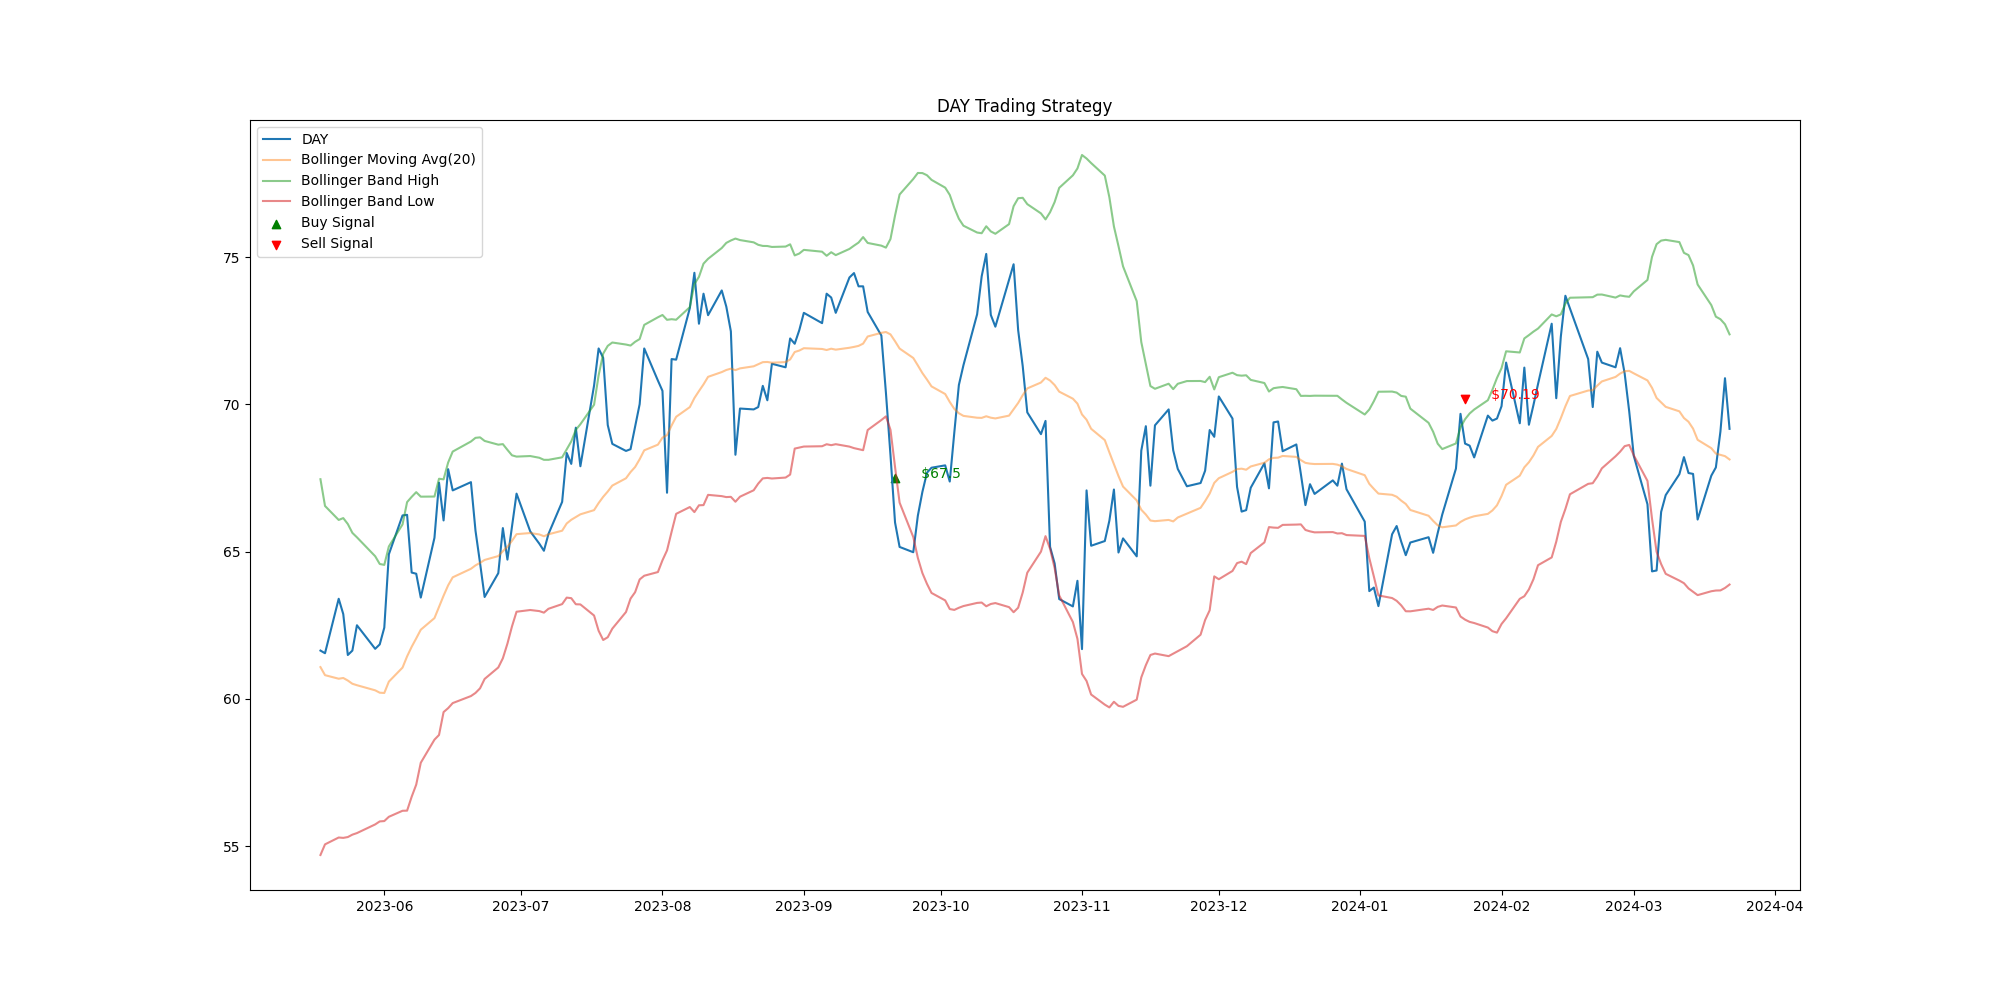 DAY Trading Strategy
DAY
Bollinger Moving Avg(20)
Bollinger Band High
Bollinger Band Low
Buy Signal
Sell Signal
75
70
65
60
55
$70.19
$67.5
2023-06 2023-07 2023-08 2023-09 2023-10 2023-11 2023-12 2024-01 2024-02 2024-03 2024-04